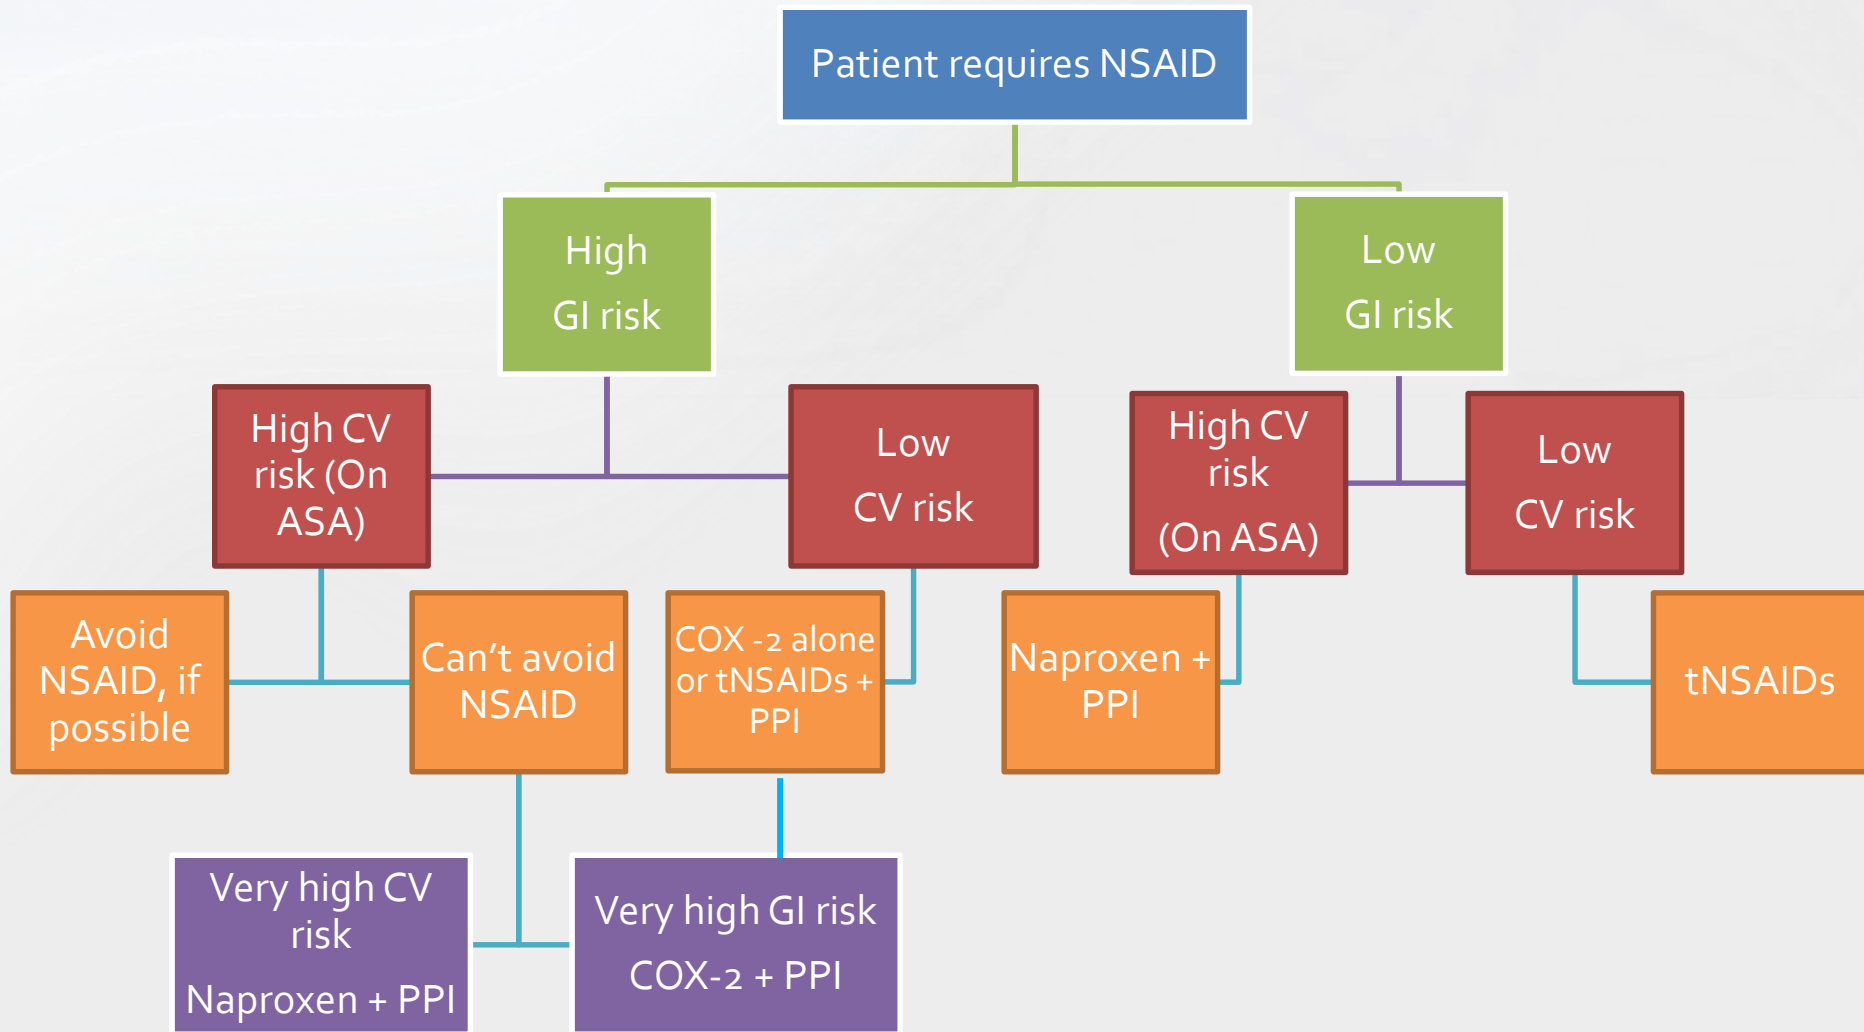 Patient requires NSAID
High
GI risk
Low
GI risk
High CV
risk (On
ASA)
Low
CV risk
High CV
risk
(On ASA)
Low
CV risk
Avoid
NSAID, if
possible
Can't avoid
NSAID
COX -2 alone
or tNSAIDs +
PPI
Naproxen +
PPI
tNSAIDs
Very high CV
risk
Naproxen + PPI
Very high GI risk
COX-2 + PPI